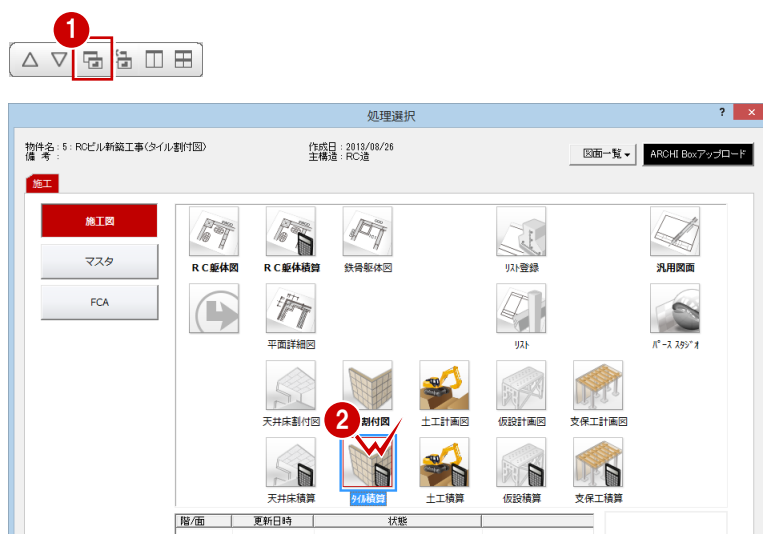 1
処理選択
? ×
物件名：5：RCビル新築工事(タイル割付図)
作成日：2013/08/26
備 考 ：
主構造：RC造
図面一覧
ARCHI Boxアップロード
施工
施工図
マスタ
FCA
ＲＣ躯体図
ＲＣ躯体積算
鉄骨躯体図
ﾘｽﾄ登録
汎用図面
平面詳細図
ﾘｽﾄ
ﾊﾟｰｽ ｽﾀｼﾞｵ
2
天井床割付図
割付図
土工計画図
仮設計画図
支保工計画図
天井床積算
ﾀｲﾙ積算
土工積算
仮設積算
支保工積算
階/面
更新日時
状態